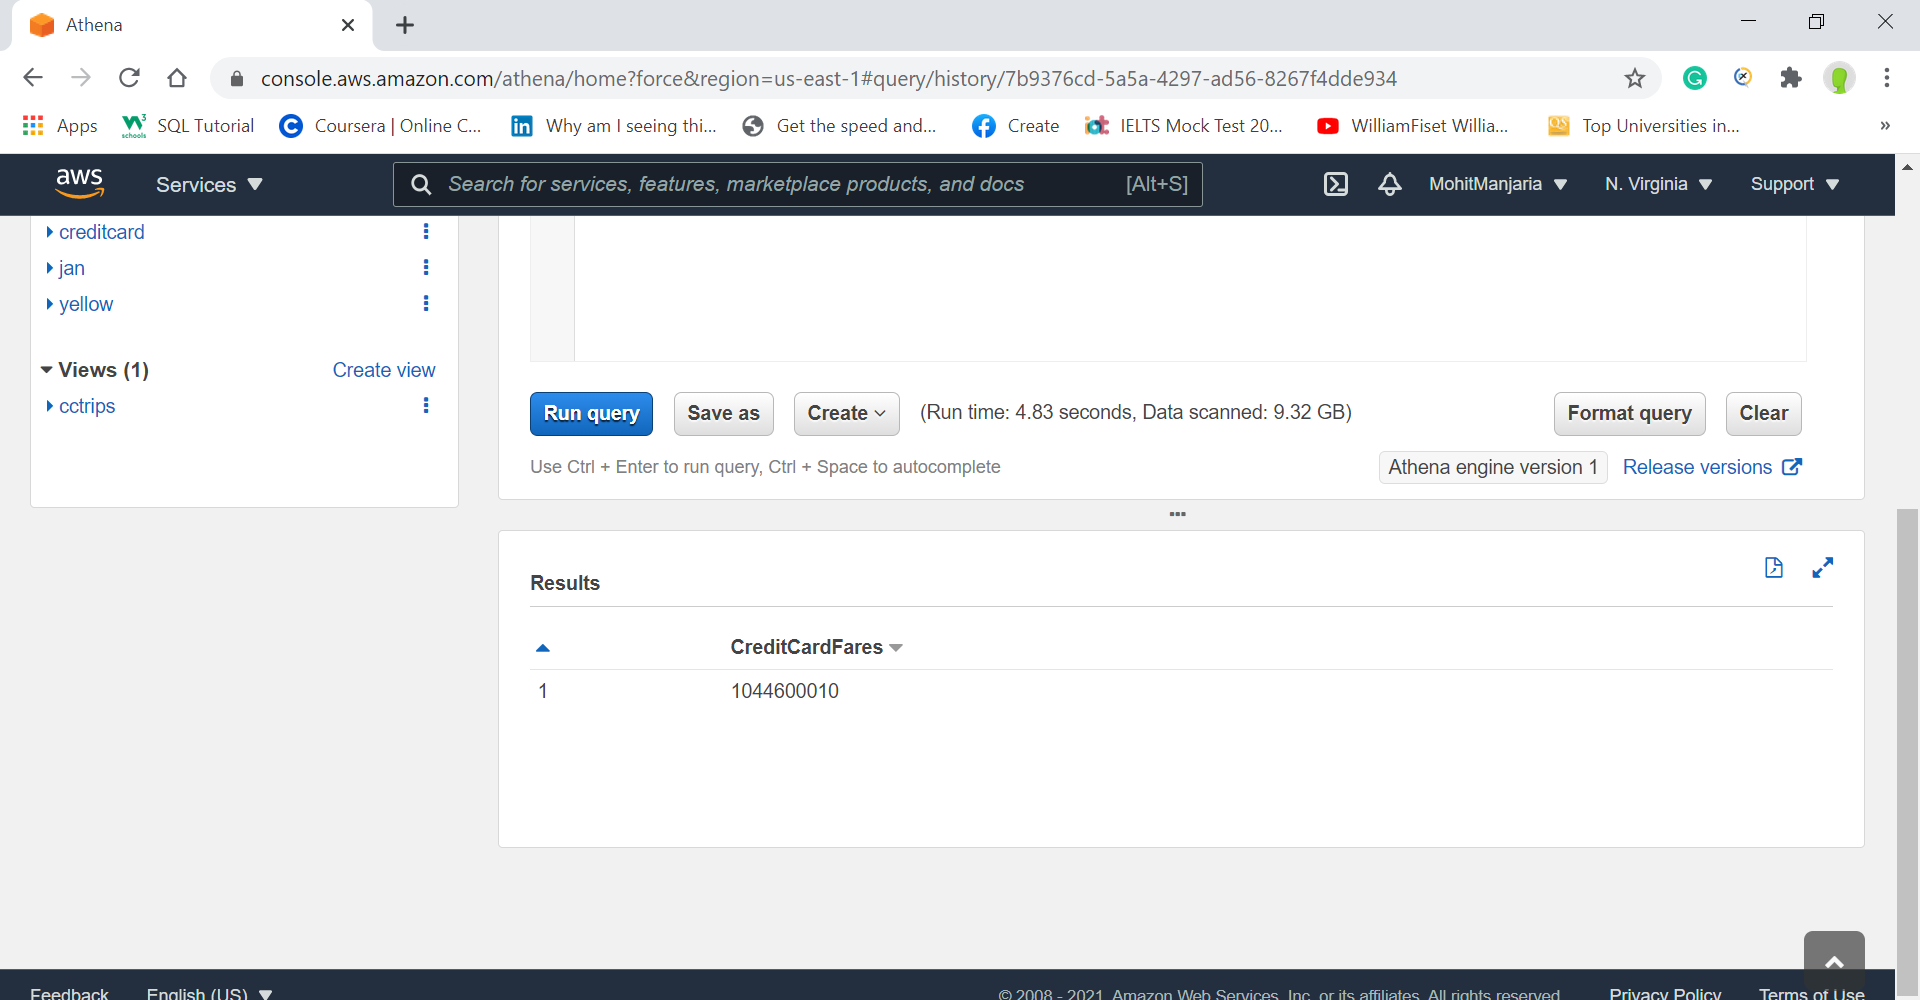 Athena
console.aws.amazon.com/athena/home?force&region=us-east-1#query/history/7b9376cd-5a5a-4297-ad56-8267f4dde934
Apps W3 schools SQL Tutorial Coursera | Online C... in Why am I seeing thi... Get the speed and... Create iot IELTS Mock Test 20... WilliamFiset Willia... QS Top Universities in... »
aws Services Search for services, features, marketplace products, and docs [Alt+S] MohitManjaria N. Virginia Support
creditcard
jan
yellow
Views (1) Create view
cctrips
Run query Save as Create (Run time: 4.83 seconds, Data scanned: 9.32 GB) Format query Clear
Use Ctrl + Enter to run query, Ctrl + Space to autocomplete Athena engine version 1 Release versions
Results
CreditCardFares
1 1044600010
Feedback English (US) © 2008 - 2021, Amazon Web Services, Inc. or its affiliates. All rights reserved. Privacy Policy Terms of Use